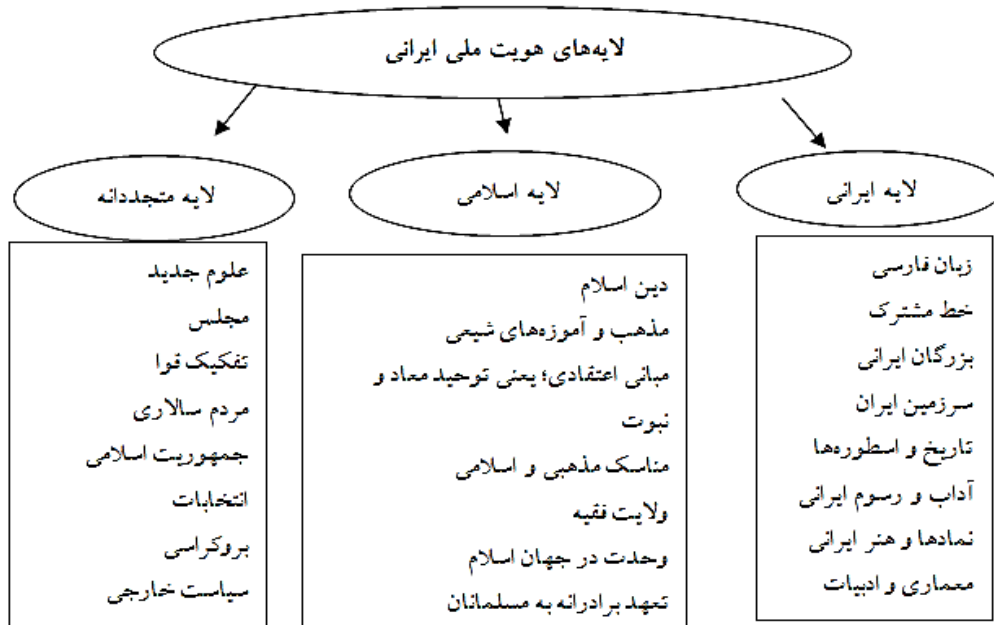 لایه‌های هویت ملی ایرانی
لایه ایرانی
زبان فارسی
خط مشترک
بزرگان ایرانی
سرزمین ایران
تاریخ و اسطوره‌ها
آداب و رسوم ایرانی
نمادها و هنر ایرانی
معماری و ادبیات
لایه اسلامی
دین اسلام
مذهب و آموزه‌های شیعی
مبانی اعتقادی؛ یعنی توحید معاد و
نبوت
مناسک مذهبی و اسلامی
ولایت فقیه
وحدت در جهان اسلام
تعهد برادرانه به مسلمانان
لایه متجددانه
علوم جدید
مجلس
تفکیک قوا
مردم سالاری
جمهوریت اسلامی
انتخابات
بروکراسی
سیاست خارجی